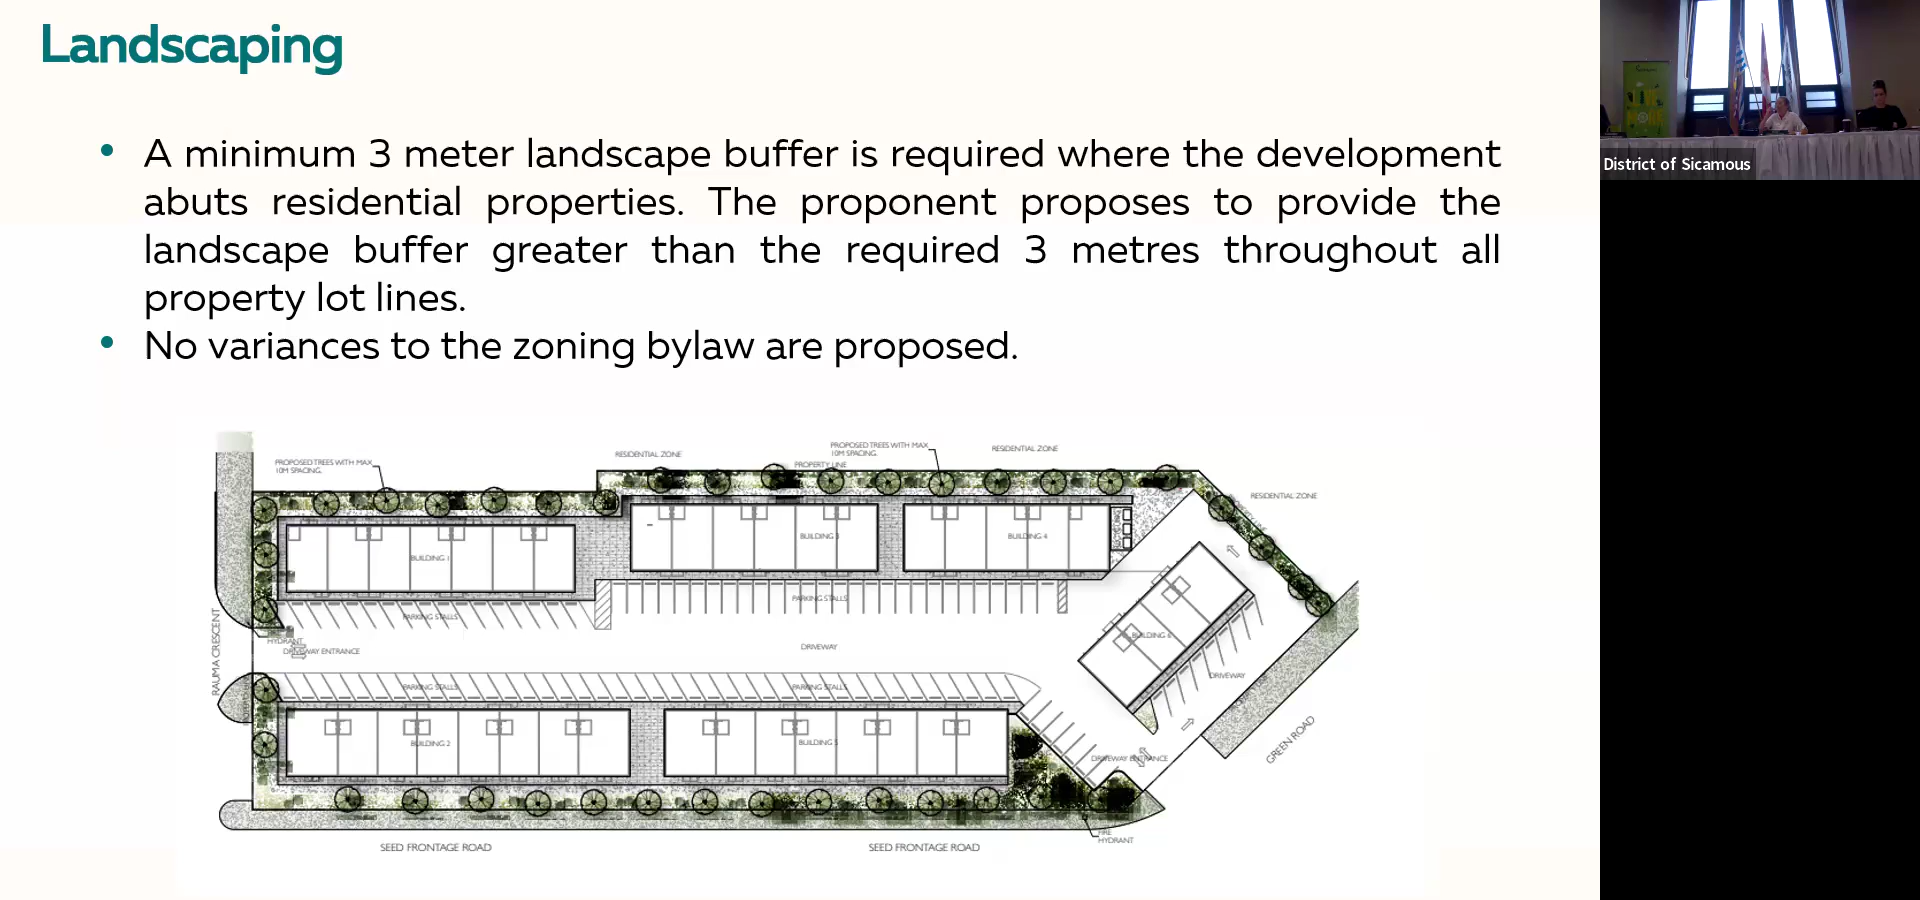 Landscaping
• A minimum 3 meter landscape buffer is required where the development
abuts residential properties. The proponent proposes to provide the
landscape buffer greater than the required 3 metres throughout all
property lot lines.
• No variances to the zoning bylaw are proposed.
District of Sicamous
PROPOSED TREES WITH MAX
10M SPACING.
RESIDENTIAL ZONE
PROPOSED TREES WITH MAX
10M SPACING.
RESIDENTIAL ZONE
PROPERTY LINE
RESIDENTIAL ZONE
BUILDING 1
BUILDING 3
BUILDING 4
PARKING STALLS
PARKING STALLS
BUILDING 6
RAUMA CRESCENT
FIRE
HYDRANT
DRIVEWAY ENTRANCE
DRIVEWAY
DRIVEWAY
PARKING STALLS
PARKING STALLS
BUILDING 2
BUILDING 5
DRIVEWAY ENTRANCE
GREEN ROAD
FIRE
HYDRANT
SEED FRONTAGE ROAD
SEED FRONTAGE ROAD